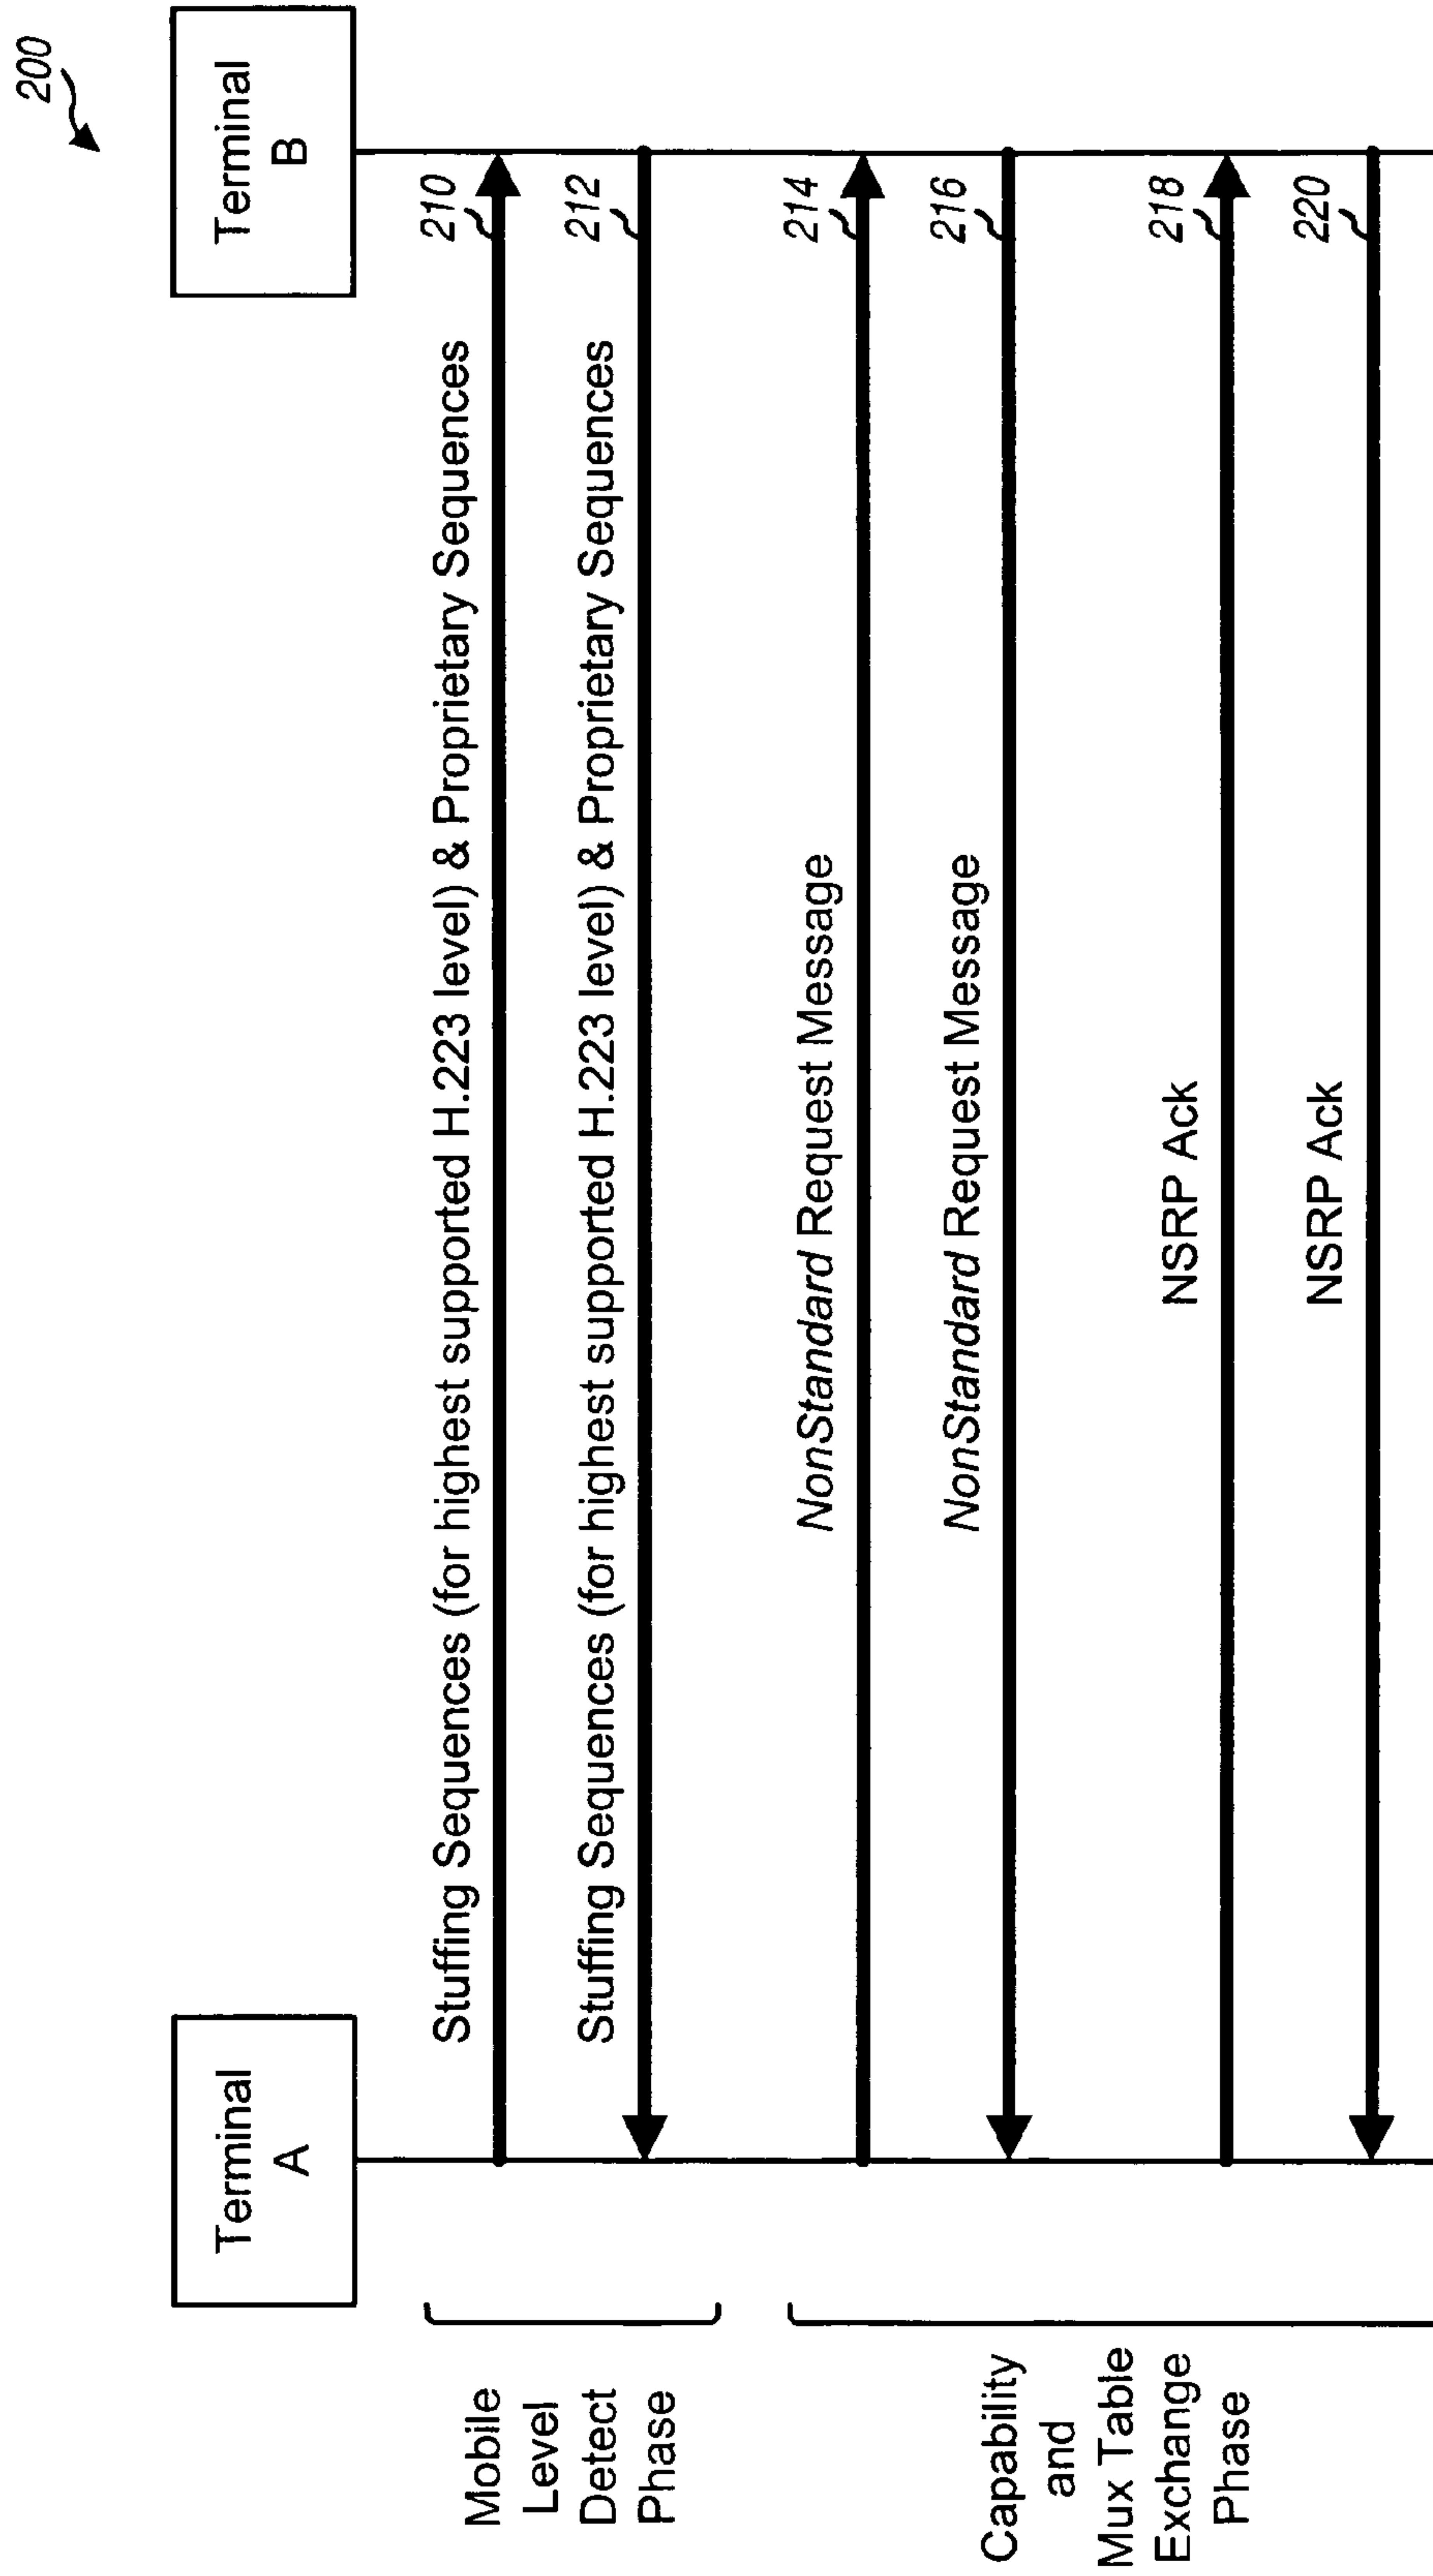 200
Terminal
A
Terminal
B
Mobile
Level
Detect
Phase
Stuffing Sequences (for highest supported H.223 level) & Proprietary Sequences
210
Stuffing Sequences (for highest supported H.223 level) & Proprietary Sequences
212
Capability
and
Mux Table
Exchange
Phase
NonStandard Request Message
214
NonStandard Request Message
216
NSRP Ack
218
NSRP Ack
220